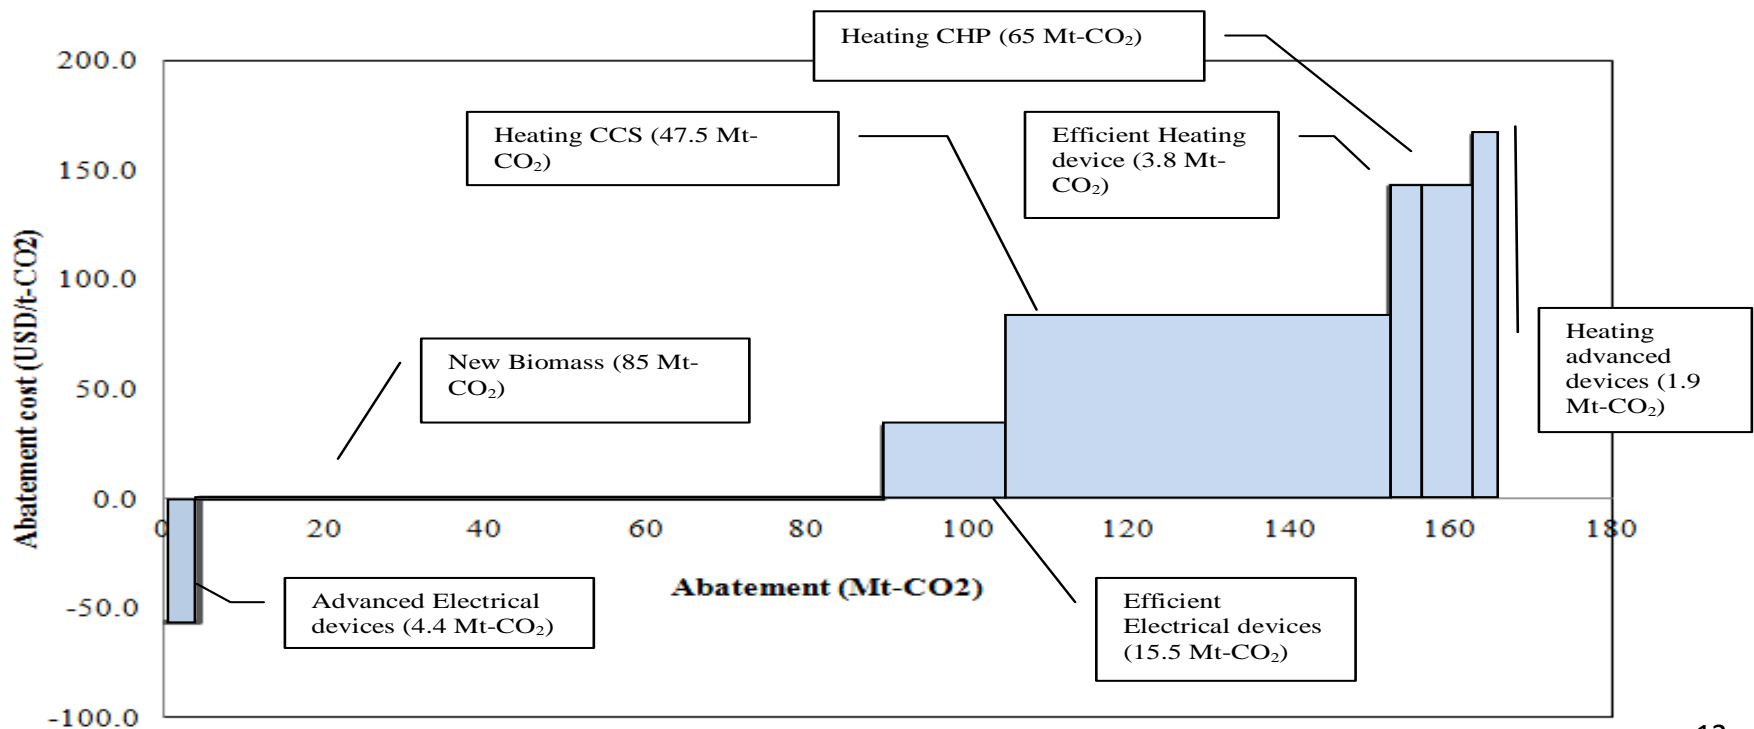 Heating CHP (65 Mt-CO₂)
200.0
Heating CCS (47.5 Mt-
CO₂)
Efficient Heating
device (3.8 Mt-
CO₂)
150.0
100.0
Abatement cost (USD/t-CO2)
New Biomass (85 Mt-
CO₂)
Heating
advanced
devices (1.9
Mt-CO₂)
50.0
0.0
0 20 40 60 80 100 120 140 160 180
Abatement (Mt-CO2)
-50.0
Advanced Electrical
devices (4.4 Mt-CO₂)
Efficient
Electrical devices
(15.5 Mt-CO₂)
-100.0